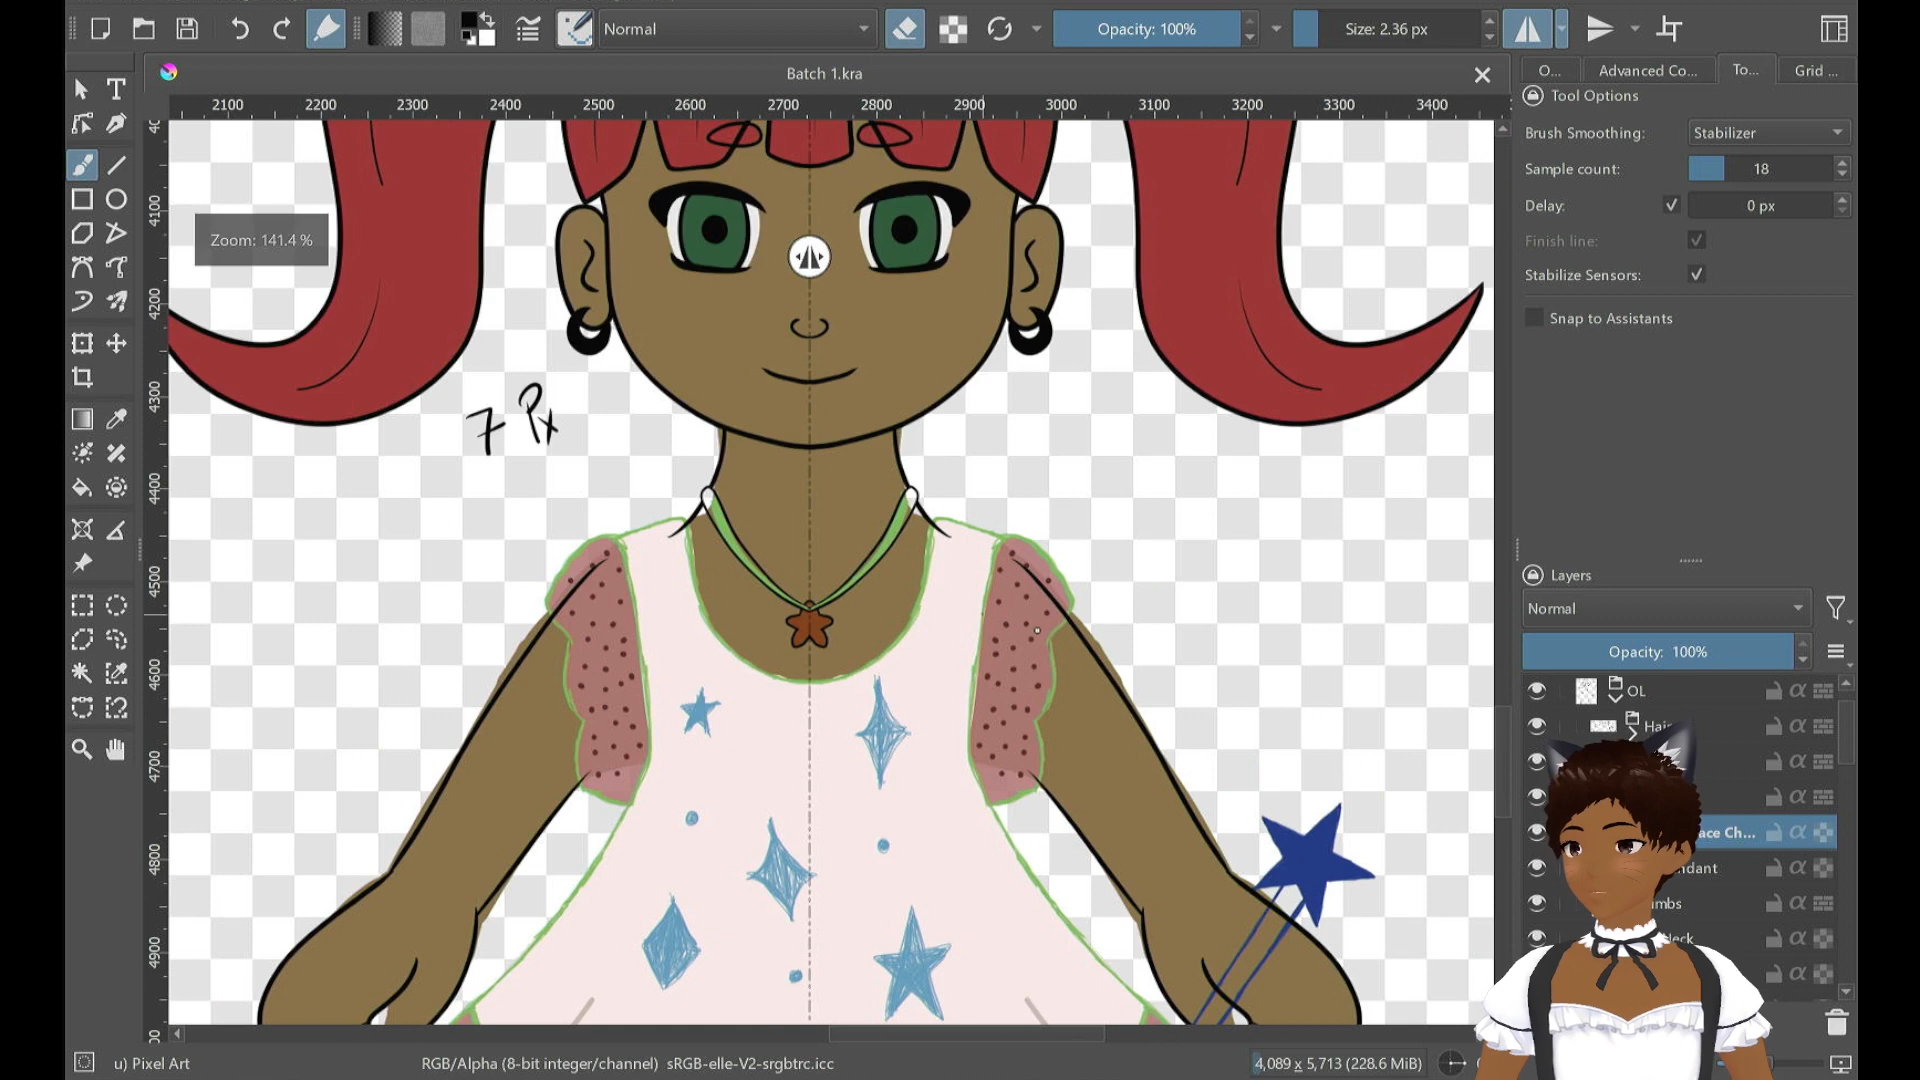 Normal
Opacity: 100%
Size: 2.36 px
Batch 1.kra
O...
Advanced Co...
To...
Grid ...
2100 2200 2300 2400 2500 2600 2700 2800 2900 3000 3100 3200 3300 3400
Tool Options
Brush Smoothing:
Stabilizer
Sample count:
18
Delay:
0 px
Finish line:
Stabilize Sensors:
Snap to Assistants
4100
4200
4300
4400
4500
4600
4700
4800
4900
Zoom: 141.4 %
7 Px
Layers
Normal
Opacity: 100%
OL
Hai
ace Ch...
ndant
mbs
eck
u) Pixel Art
RGB/Alpha (8-bit integer/channel) sRGB-elle-V2-srgbtrc.icc
4,089 x 5,713 (228.6 MiB)